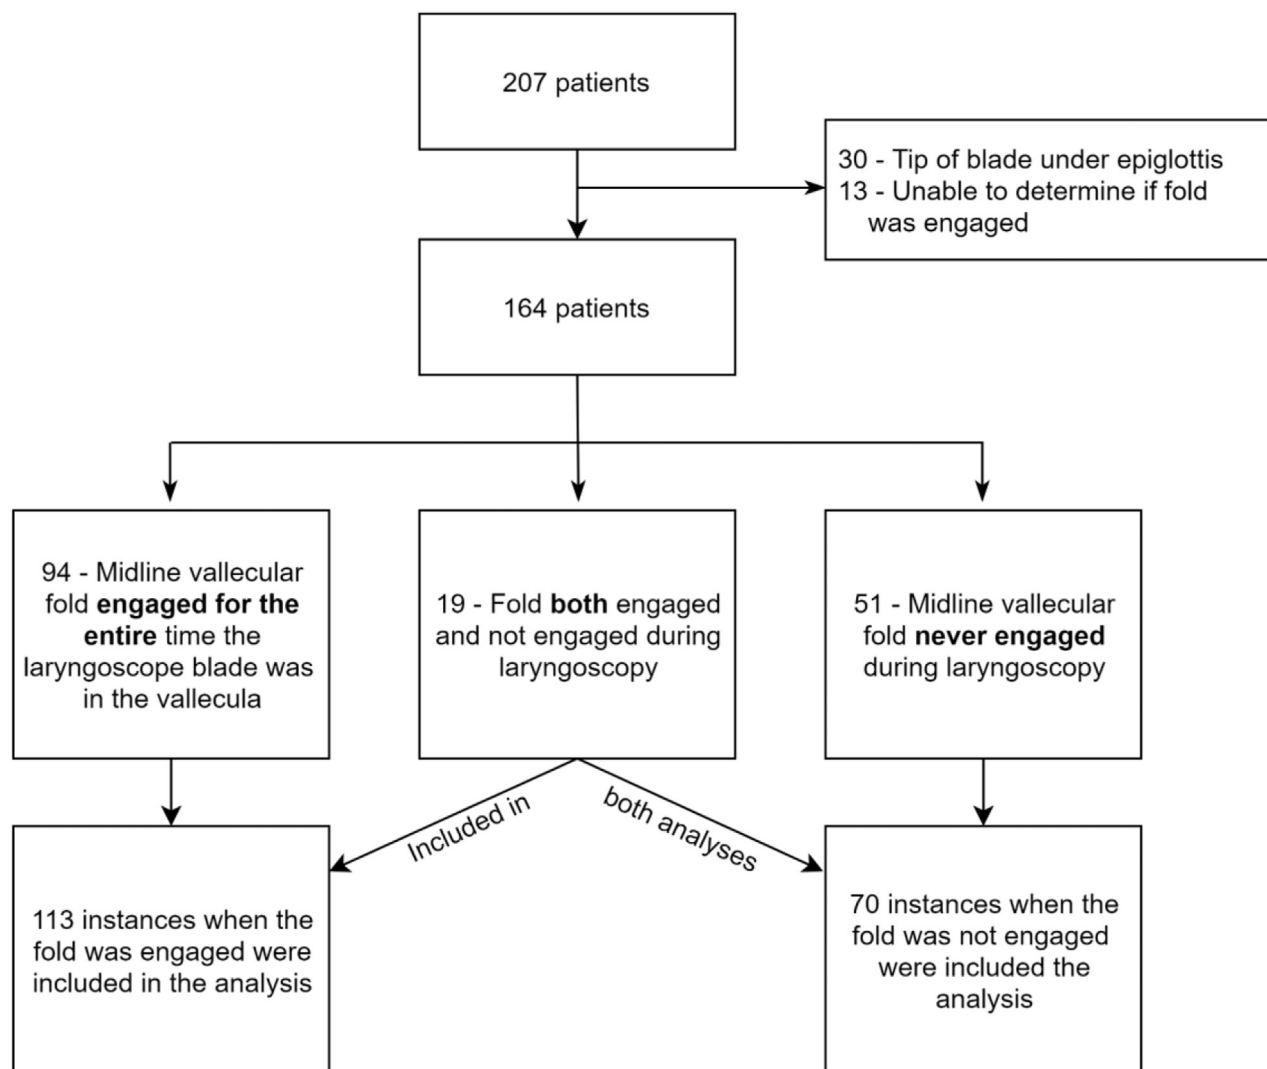 207 patients
30 - Tip of blade under epiglottis
13 - Unable to determine if fold
was engaged
164 patients
94 - Midline vallecular
fold engaged for the
entire time the
laryngoscope blade was
in the vallecula
19 - Fold both engaged
and not engaged during
laryngoscopy
51 - Midline vallecular
fold never engaged
during laryngoscopy
Included in
both analyses
113 instances when the
fold was engaged were
included in the analysis
70 instances when the
fold was not engaged
were included the
analysis